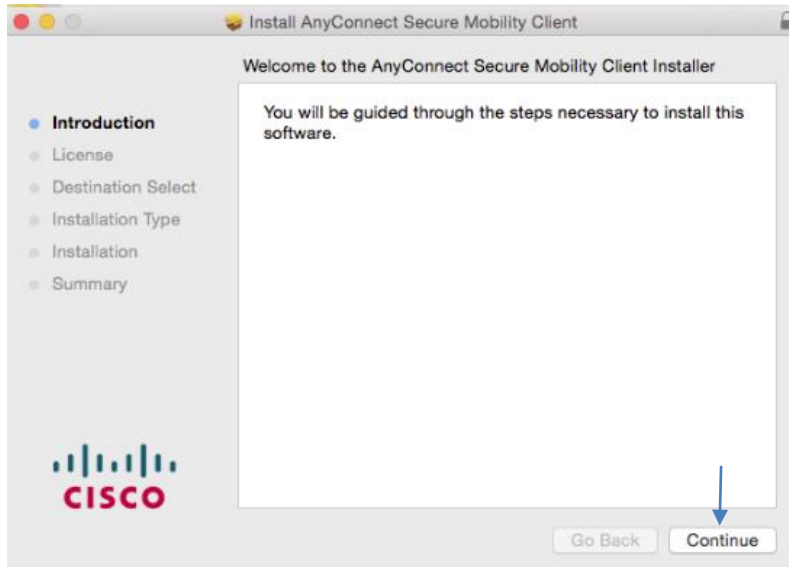 Install AnyConnect Secure Mobility Client
Welcome to the AnyConnect Secure Mobility Client Installer
Introduction
License
Destination Select
Installation Type
Installation
Summary
You will be guided through the steps necessary to install this
software.
CISCO
Go Back
Continue